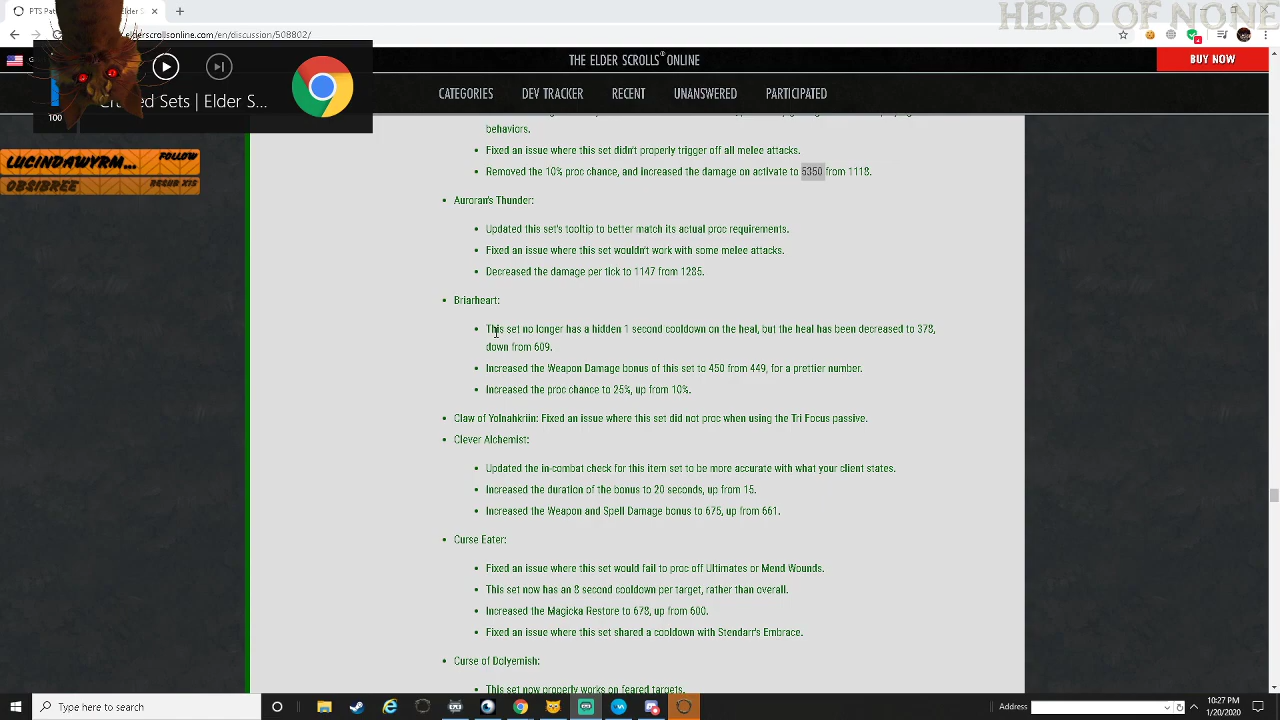 HERO OF NONE
PTS Pat
erscrollsonline.com/en/discussion/508802/
THE ELDER SCROLLS® ONLINE
BUY NOW
CATEGORIES DEV TRACKER RECENT UNANSWERED PARTICIPATED
Sets | Elder S...
100
LUCINDAWYRM... FOLLOW
OBSIBREE RESUB X15
behaviors.
• Fixed an issue where this set didn't properly trigger off all melee attacks.
• Removed the 10% proc chance, and increased the damage on activate to 5350 from 1118.
• Auroran's Thunder:
• Updated this set's tooltip to better match its actual proc requirements.
• Fixed an issue where this set wouldn't work with some melee attacks.
• Decreased the damage per tick to 1147 from 1285.
• Briarheart:
• This set no longer has a hidden 1 second cooldown on the heal, but the heal has been decreased to 378,
down from 609.
• Increased the Weapon Damage bonus of this set to 450 from 449, for a prettier number.
• Increased the proc chance to 25%, up from 10%.
• Claw of Yolnahkriin: Fixed an issue where this set did not proc when using the Tri Focus passive.
• Clever Alchemist:
• Updated the in-combat check for this item set to be more accurate with what your client states.
• Increased the duration of the bonus to 20 seconds, up from 15.
• Increased the Weapon and Spell Damage bonus to 675, up from 661.
• Curse Eater:
• Fixed an issue where this set would fail to proc off Ultimates or Mend Wounds.
• This set now has an 8 second cooldown per target, rather than overall.
• Increased the Magicka Restore to 678, up from 600.
• Fixed an issue where this set shared a cooldown with Stendarr's Embrace.
• Curse of Dolyemish:
• This set now properly works on feared targets.
Type here to search
Address
10:27 PM
1/20/2020